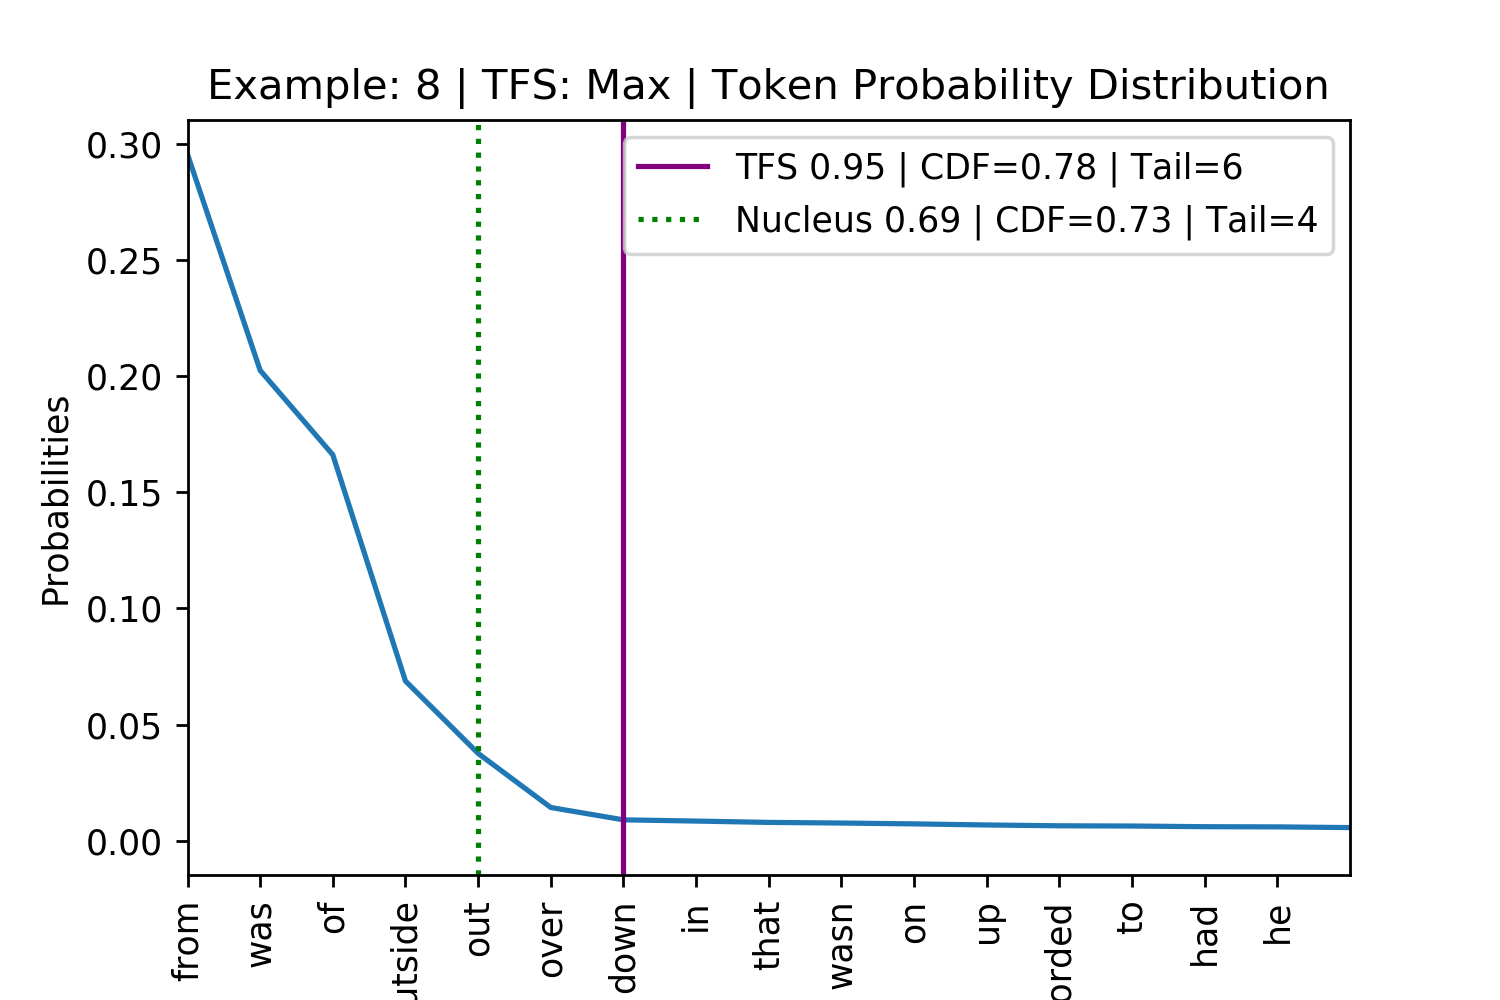 Example: 8 | TFS: Max | Token Probability Distribution
TFS 0.95 | CDF=0.78 | Tail=6
Nucleus 0.69 | CDF=0.73 | Tail=4
Probabilities
0.30
0.25
0.20
0.15
0.10
0.05
0.00
from
was
of
utside
out
over
down
in
that
wasn
on
up
orded
to
had
he